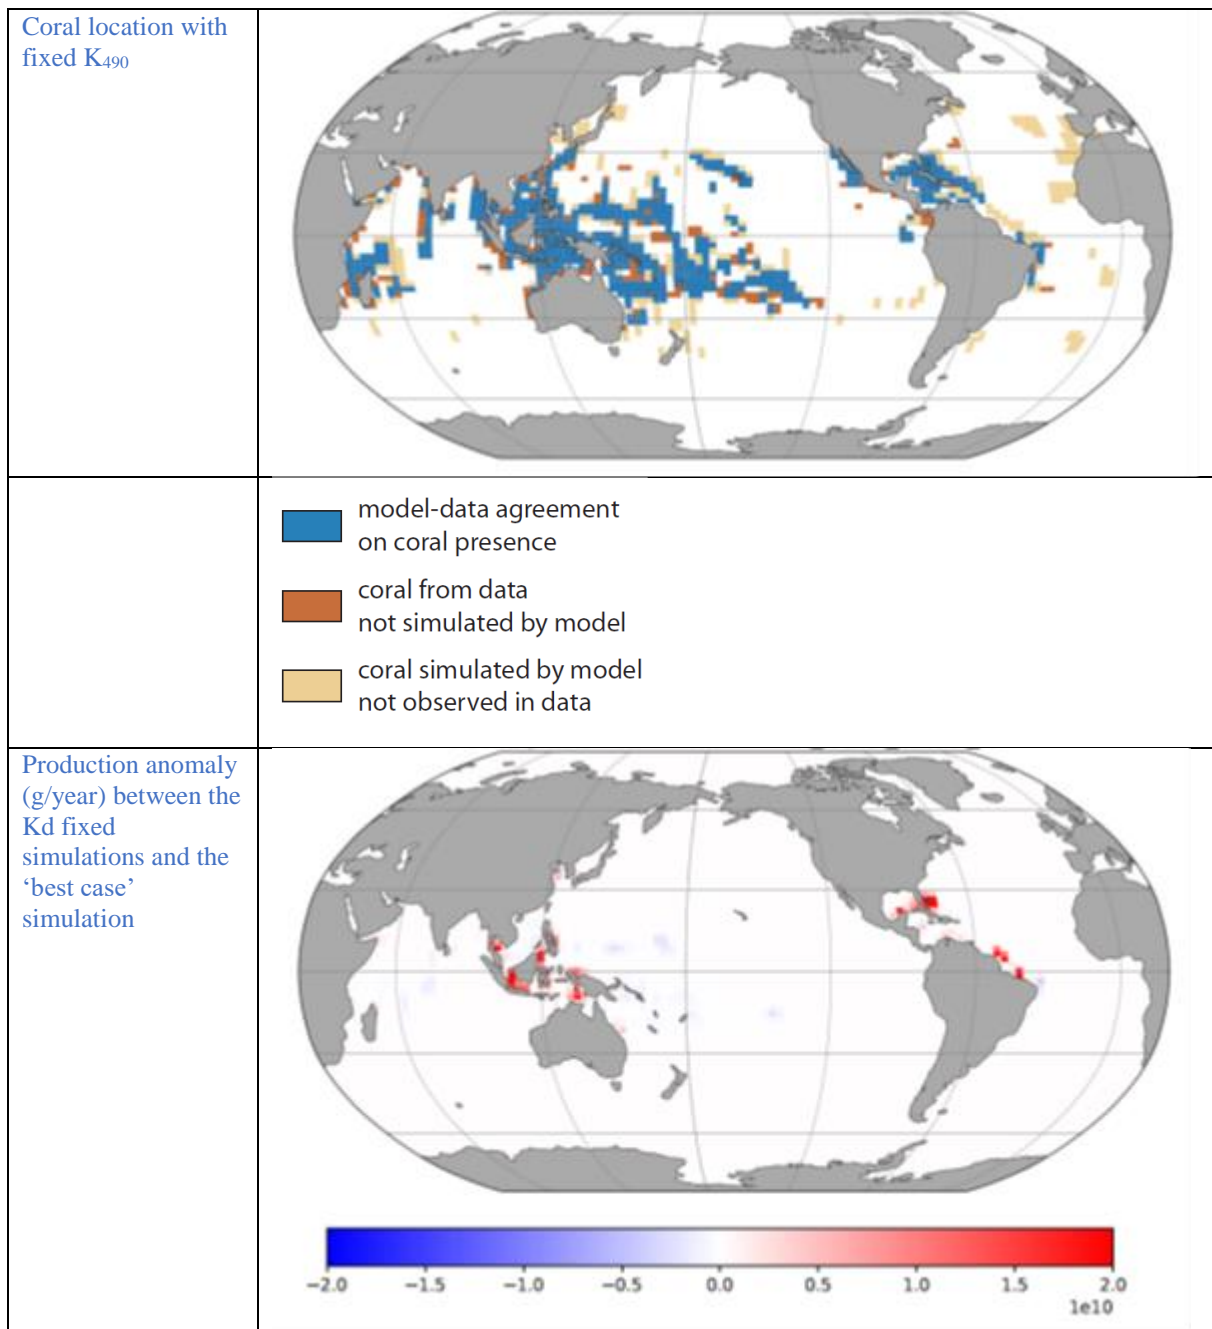 Coral location with
fixed K490
model-data agreement
on coral presence
coral from data
not simulated by model
coral simulated by model
not observed in data
Production anomaly
(g/year) between the
Kd fixed
simulations and the
‘best case’
simulation
−2.0 −1.5 −1.0 −0.5 0.0 0.5 1.0 1.5 2.0
1e10